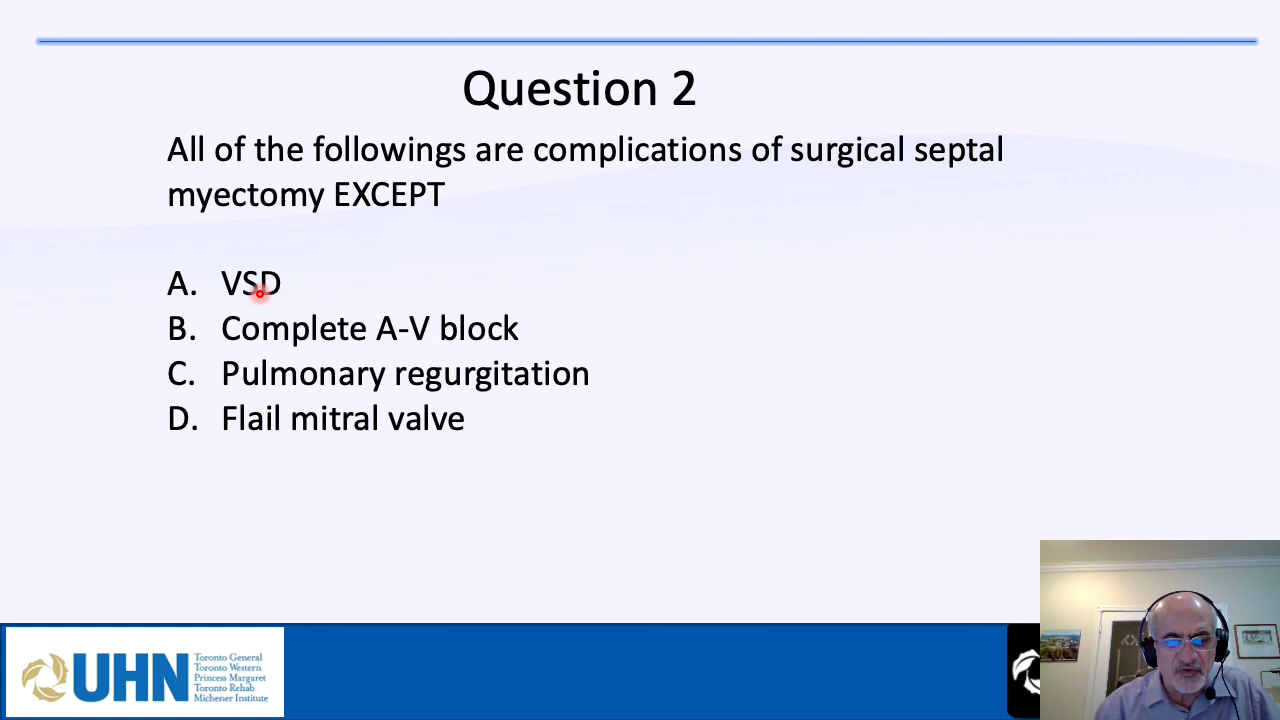 Question 2
All of the followings are complications of surgical septal
myectomy EXCEPT
A. VSD
B. Complete A-V block
C. Pulmonary regurgitation
D. Flail mitral valve
UHN
Toronto General
Toronto Western
Princess Margaret
Toronto Rehab
Michener Institute